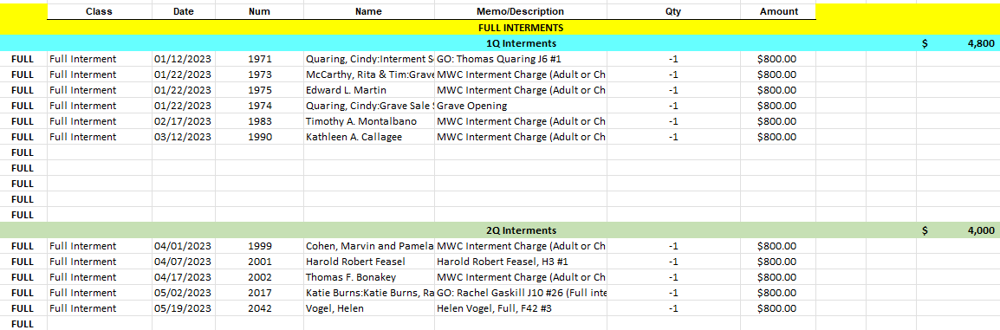 Class Date Num Name Memo/Description Qty Amount
FULL INTERMENTS
1Q Interments $ 4,800
FULL Full Interment 01/12/2023 1971 Quaring, Cindy:Interment S GO: Thomas Quaring J6 #1 -1 $800.00
FULL Full Interment 01/22/2023 1973 McCarthy, Rita & Tim:Grave MWC Interment Charge (Adult or Ch -1 $800.00
FULL Full Interment 01/22/2023 1975 Edward L. Martin MWC Interment Charge (Adult or Ch -1 $800.00
FULL Full Interment 01/22/2023 1974 Quaring, Cindy:Grave Sale Grave Opening -1 $800.00
FULL Full Interment 02/17/2023 1983 Timothy A. Montalbano MWC Interment Charge (Adult or Ch -1 $800.00
FULL Full Interment 03/12/2023 1990 Kathleen A. Callagee MWC Interment Charge (Adult or Ch -1 $800.00
FULL
FULL
FULL
FULL
FULL
2Q Interments $ 4,000
FULL Full Interment 04/01/2023 1999 Cohen, Marvin and Pamela MWC Interment Charge (Adult or Ch -1 $800.00
FULL Full Interment 04/07/2023 2001 Harold Robert Feasel Harold Robert Feasel, H3 #1 -1 $800.00
FULL Full Interment 04/17/2023 2002 Thomas F. Bonakey MWC Interment Charge (Adult or Ch -1 $800.00
FULL Full Interment 05/02/2023 2017 Katie Burns:Katie Burns, Ra GO: Rachel Gaskill J10 #26 (Full inte -1 $800.00
FULL Full Interment 05/19/2023 2042 Vogel, Helen Helen Vogel, Full, F42 #3 -1 $800.00
FULL